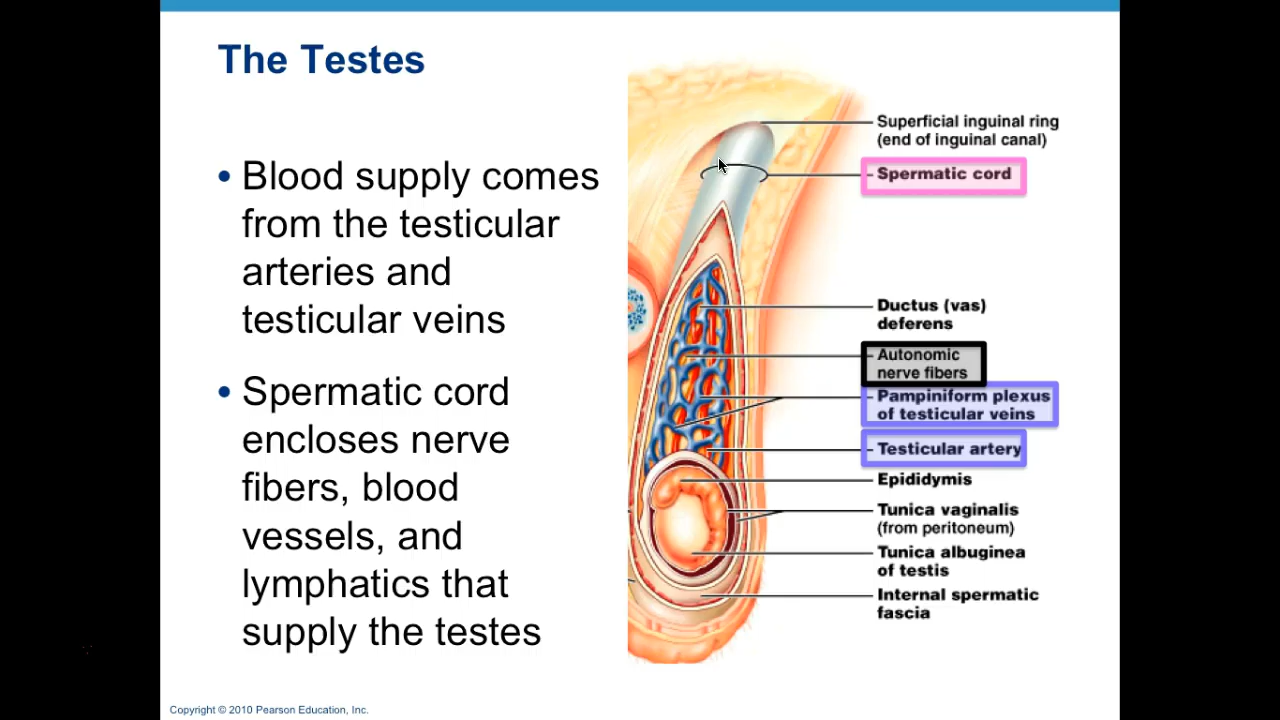 The Testes
• Blood supply comes
from the testicular
arteries and
testicular veins
• Spermatic cord
encloses nerve
fibers, blood
vessels, and
lymphatics that
supply the testes
Superficial inguinal ring
(end of inguinal canal)
Spermatic cord
Ductus (vas)
deferens
Autonomic
nerve fibers
Pampiniform plexus
of testicular veins
Testicular artery
Epididymis
Tunica vaginalis
(from peritoneum)
Tunica albuginea
of testis
Internal spermatic
fascia
Copyright © 2010 Pearson Education, Inc.